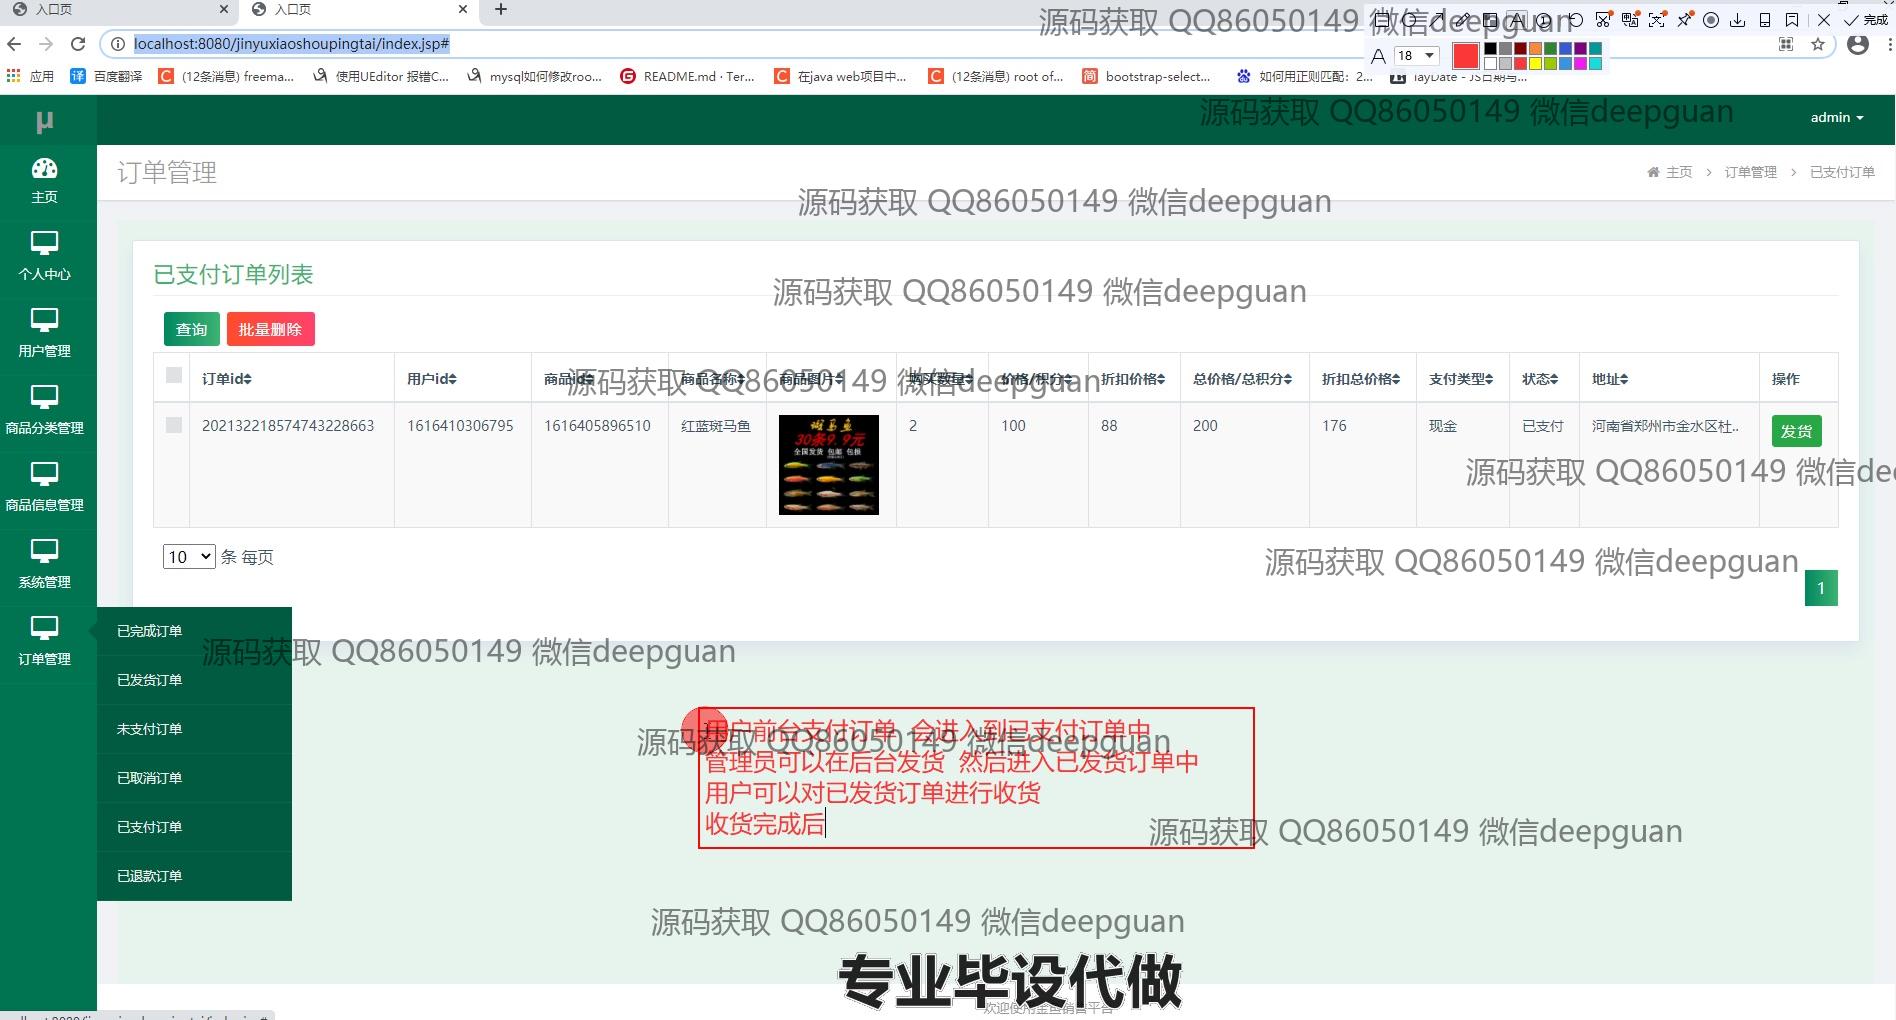 入口页
入口页
localhost:8080/jinyuxiaoshoupingtai/index.jsp#
18
完成
应用
百度翻译
(12条消息) freema...
使用UEditor 报错C...
mysql如何修改roo...
README.md · Ter...
在java web项目中...
(12条消息) root of...
bootstrap-select...
如何用正则匹配：2...
layDate - JS日期与...
源码获取 QQ86050149 微信deepguan
源码获取 QQ86050149 微信deepguan
μ
admin
主页
个人中心
用户管理
商品分类管理
商品信息管理
系统管理
订单管理
订单管理
主页 > 订单管理 > 已支付订单
源码获取 QQ86050149 微信deepguan
已支付订单列表
源码获取 QQ86050149 微信deepguan
查询 批量删除
订单id 用户id 商品id 商品名称 商品图片 购买数量 价格/积分 折扣价格 总价格/总积分 折扣总价格 支付类型 状态 地址 操作
源码获取 QQ86050149 微信deepguan
202132218574743228663 1616410306795 1616405896510 红蓝斑马鱼 2 100 88 200 176 现金 已支付 河南省郑州市金水区杜.. 发货
斑马鱼
30条9.9元
全国发货 包邮 包损
源码获取 QQ86050149 微信dee
10 条 每页
源码获取 QQ86050149 微信deepguan
1
已完成订单
已发货订单
未支付订单
已取消订单
已支付订单
已退款订单
源码获取 QQ86050149 微信deepguan
用户前台支付订单 会进入到已支付订单中
管理员可以在后台发货 然后进入已发货订单中
用户可以对已发货订单进行收货
收货完成后
源码获取 QQ86050149 微信deepguan
源码获取 QQ86050149 微信deepguan
源码获取 QQ86050149 微信deepguan
专业毕设代做
欢迎使用金鱼销售平台